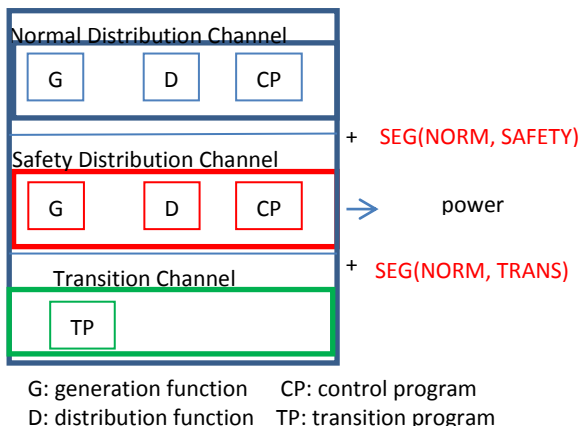 Normal Distribution Channel
G D CP
+ SEG(NORM, SAFETY)
Safety Distribution Channel
G D CP
power
+ SEG(NORM, TRANS)
Transition Channel
TP
G: generation function CP: control program
D: distribution function TP: transition program